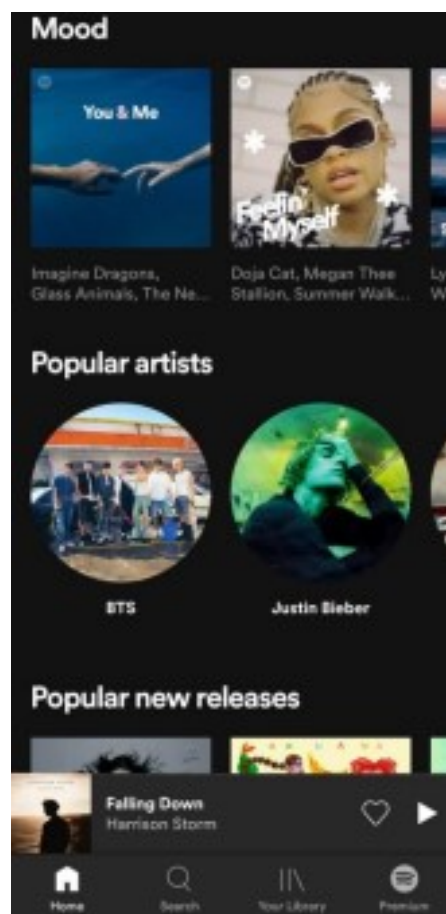 Mood
You & Me
Feelin'
Myself
Imagine Dragons,
Glass Animals, The Ne...
Doja Cat, Megan Thee
Stallion, Summer Walk...
Ly
W
Popular artists
BTS
Justin Bieber
Popular new releases
Falling Down
Harrison Storm
Home
Search
Your Library
Premium